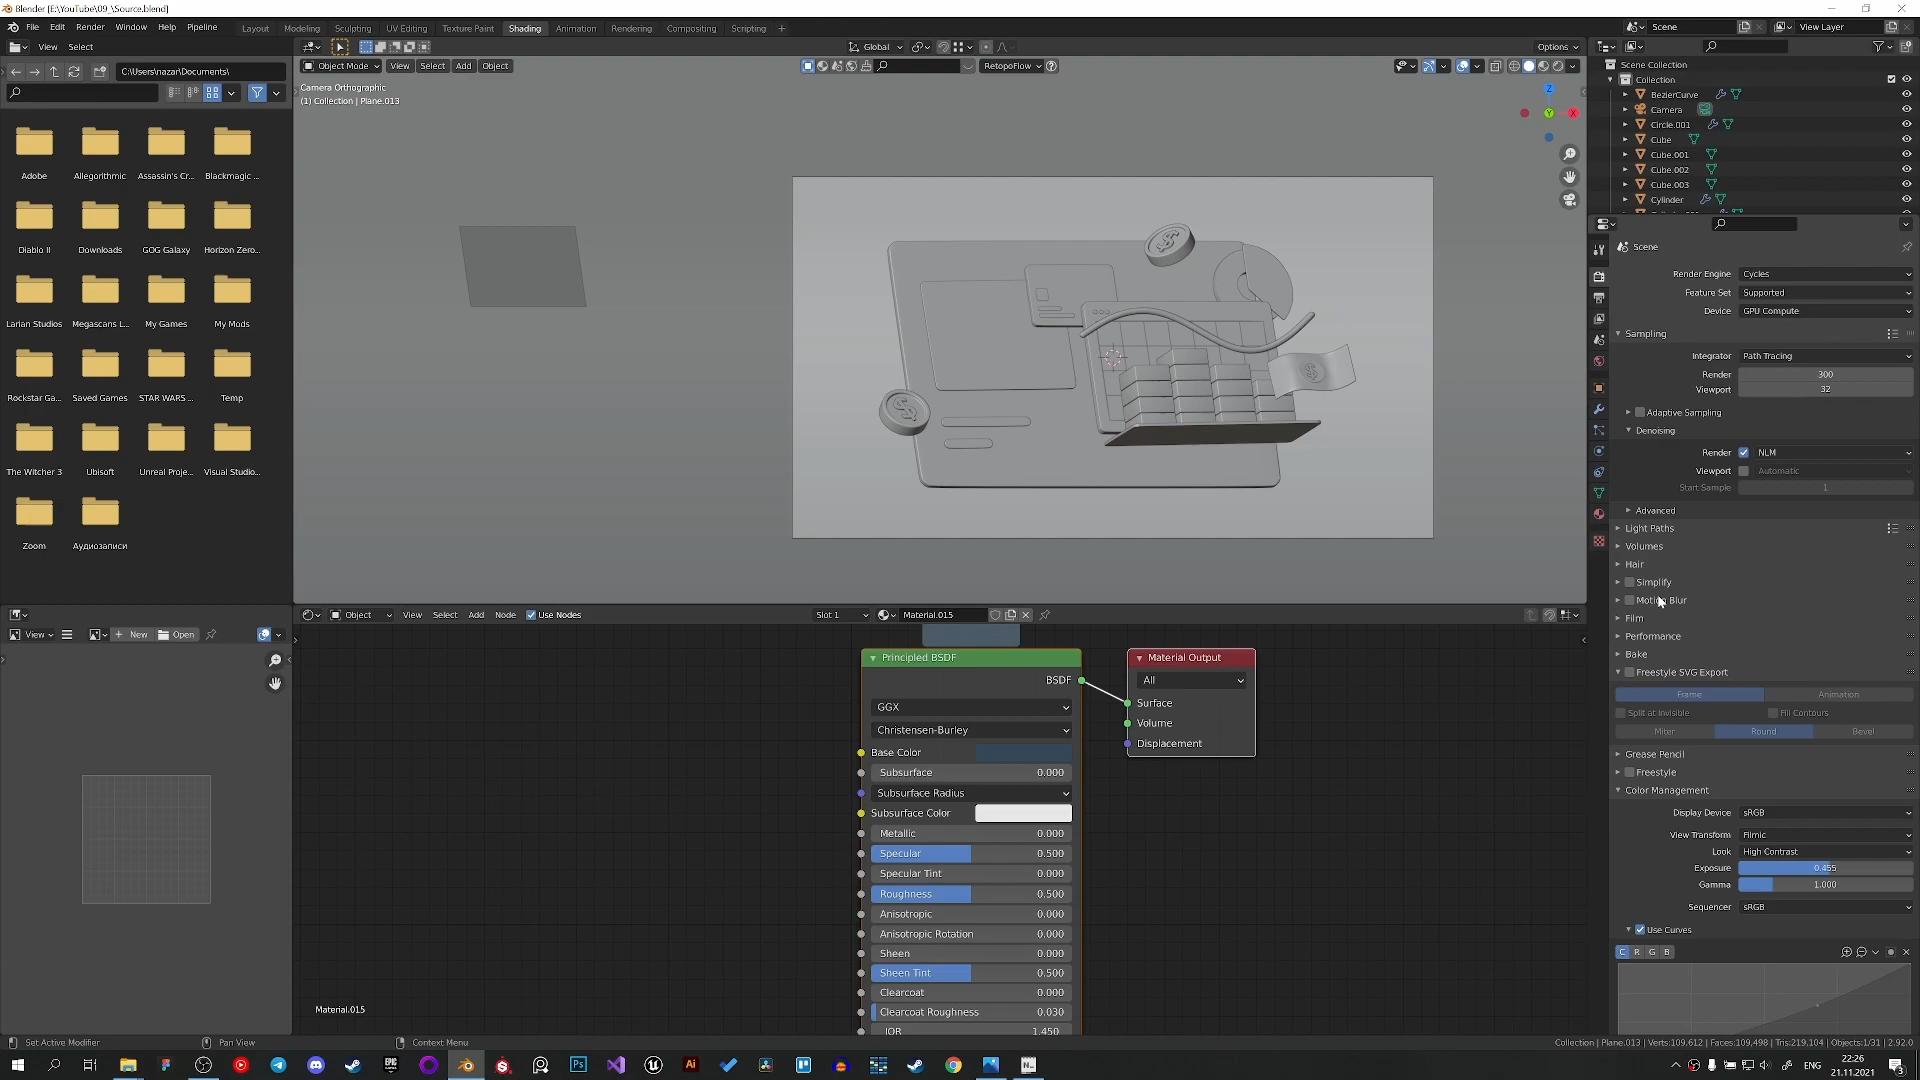 Blender [E:\YouTube\09_\Source.blend]
File Edit Render Window Help Pipeline
Layout Modeling Sculpting UV Editing Texture Paint Shading Animation Rendering Compositing Scripting +
Scene
View Layer
View Select
Global
Options
C:\Users\nazar\Documents\
Object Mode View Select Add Object
RetopoFlow
Camera Orthographic
(1) Collection | Plane.013
Z
Y
X
Adobe
Allegorithmic
Assassin's Cr...
Blackmagic ...
Diablo II
Downloads
GOG Galaxy
Horizon Zero...
Larian Studios
Megascans L...
My Games
My Mods
Rockstar Ga...
Saved Games
STAR WARS ...
Temp
The Witcher 3
Ubisoft
Unreal Proje...
Visual Studio...
Zoom
Аудиозаписи
Scene Collection
Collection
BezierCurve
Camera
Circle.001
Cube
Cube.001
Cube.002
Cube.003
Cylinder
Scene
Render Engine Cycles
Feature Set Supported
Device GPU Compute
Sampling
Integrator Path Tracing
Render 300
Viewport 32
Adaptive Sampling
Denoising
Render NLM
Viewport Automatic
Start Sample 1
Advanced
Light Paths
Volumes
Hair
Simplify
Motion Blur
Film
Performance
Bake
Freestyle SVG Export
Frame Animation
Split at Invisible Fill Contours
Miter Round Bevel
Grease Pencil
Freestyle
Color Management
Display Device sRGB
View Transform Filmic
Look High Contrast
Exposure 0.455
Gamma 1.000
Sequencer sRGB
Use Curves
C R G B
View
New
Open
Object View Select Add Node Use Nodes
Slot 1
Material.015
Principled BSDF
BSDF
GGX
Christensen-Burley
Base Color
Subsurface 0.000
Subsurface Radius
Subsurface Color
Metallic 0.000
Specular 0.500
Specular Tint 0.000
Roughness 0.500
Anisotropic 0.000
Anisotropic Rotation 0.000
Sheen 0.000
Sheen Tint 0.500
Clearcoat 0.000
Clearcoat Roughness 0.030
IOR 1.450
Material Output
All
Surface
Volume
Displacement
Material.015
Set Active Modifier
Pan View
Context Menu
Collection | Plane.013 | Verts:109,612 | Faces:109,498 | Tris:219,104 | Objects:1/31 | 2.92.0
EPIC GAMES
Ps
Ai
ENG
22:26
21.11.2021
3